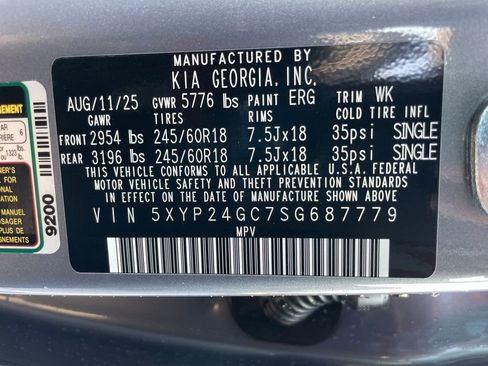 MANUFACTURED BY
KIA GEORGIA, INC.
AUG/11/25 GVWR 5776 lbs PAINT ERG TRIM WK
GAWR TIRES RIMS COLD TIRE INFL
FRONT 2954 lbs 245/60R18 7.5Jx18 35psi SINGLE
REAR 3196 lbs 245/60R18 7.5Jx18 35psi SINGLE
THIS VEHICLE CONFORMS TO ALL APPLICABLE U.S.A. FEDERAL
MOTOR VEHICLE SAFETY STANDARDS
IN EFFECT ON THE DATE OF MANUFACTURE SHOWN ABOVE
VIN 5XYP24GC7SG687779
MPV
9200
6
1323 lbs.